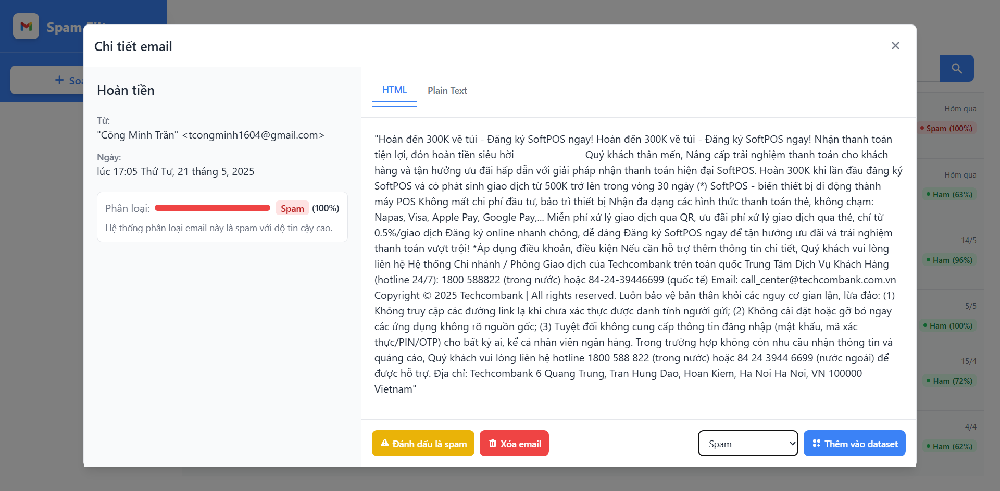 Spam
Chi tiết email
Hoàn tiền
Từ:
"Công Minh Trần" <tcongminh1604@gmail.com>
Ngày:
lúc 17:05 Thứ Tư, 21 tháng 5, 2025
Phân loại: Spam (100%)
Hệ thống phân loại email này là spam với độ tin cậy cao.
HTML Plain Text
"Hoàn đến 300K về túi - Đăng ký SoftPOS ngay! Hoàn đến 300K về túi - Đăng ký SoftPOS ngay! Nhận thanh toán
tiện lợi, đón hoàn tiền siêu hời Quý khách thân mến, Nâng cấp trải nghiệm thanh toán cho khách
hàng và tận hưởng ưu đãi hấp dẫn với giải pháp nhận thanh toán hiện đại SoftPOS. Hoàn 300K khi lần đầu đăng ký
SoftPOS và có phát sinh giao dịch từ 500K trở lên trong vòng 30 ngày (*) SoftPOS - biến thiết bị di động thành
máy POS Không mất chi phí đầu tư, bảo trì thiết bị Nhận đa dạng các hình thức thanh toán thẻ, không chạm:
Napas, Visa, Apple Pay, Google Pay,... Miễn phí xử lý giao dịch qua QR, ưu đãi phí xử lý giao dịch qua thẻ, chỉ từ
0.5%/giao dịch Đăng ký online nhanh chóng, dễ dàng Đăng ký SoftPOS ngay để tận hưởng ưu đãi và trải nghiệm
thanh toán vượt trội! *Áp dụng điều khoản, điều kiện Nếu cần hỗ trợ thêm thông tin chi tiết, Quý khách vui lòng
liên hệ Hệ thống Chi nhánh / Phòng Giao dịch của Techcombank trên toàn quốc Trung Tâm Dịch Vụ Khách Hàng
(hotline 24/7): 1800 588822 (trong nước) hoặc 84-24-39446699 (quốc tế) Email: call_center@techcombank.com.vn
Copyright © 2025 Techcombank | All rights reserved. Luôn bảo vệ bản thân khỏi các nguy cơ gian lận, lừa đảo: (1)
Không truy cập các đường link lạ khi chưa xác thực được danh tính người gửi; (2) Không cài đặt hoặc gỡ bỏ ngay
các ứng dụng không rõ nguồn gốc; (3) Tuyệt đối không cung cấp thông tin đăng nhập (mật khẩu, mã xác
thực/PIN/OTP) cho bất kỳ ai, kể cả nhân viên ngân hàng. Trong trường hợp không còn nhu cầu nhận thông tin và
quảng cáo, Quý khách vui lòng liên hệ hotline 1800 588 822 (trong nước) hoặc 84 24 3944 6699 (nước ngoài) để
được hỗ trợ. Địa chỉ: Techcombank 6 Quang Trung, Tran Hung Dao, Hoan Kiem, Ha Noi Ha Noi, VN 100000
Vietnam"
Đánh dấu là spam
Xóa email
Spam
Thêm vào dataset
Hôm qua
Spam (100%)
Hôm qua
Ham (63%)
14/5
Ham (96%)
5/5
Ham (100%)
15/4
Ham (72%)
4/4
Ham (62%)